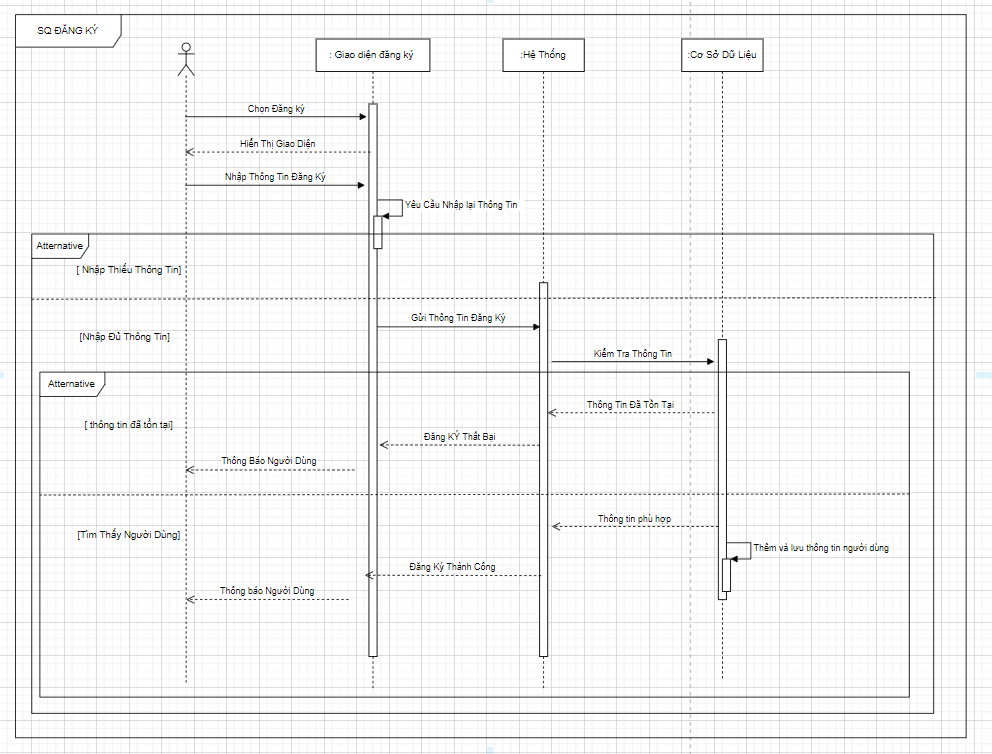 SQ ĐĂNG KÝ
: Giao diện đăng ký
:Hệ Thống
:Cơ Sở Dữ Liệu
Chọn Đăng ký
Hiển Thị Giao Diện
Nhập Thông Tin Đăng Ký
Yêu Cầu Nhập lại Thông Tin
Atternative
[ Nhập Thiếu Thông Tin]
Gửi Thông Tin Đăng Ký
[Nhập Đủ Thông Tin]
Kiểm Tra Thông Tin
Alternative
Thông Tin Đã Tồn Tại
[ thông tin đã tồn tại]
Đăng KÝ Thất Bại
Thông Báo Người Dùng
Thông tin phù hợp
[Tìm Thấy Người Dùng]
Thêm và lưu thông tin người dùng
Đăng Ký Thành Công
Thông báo Người Dùng